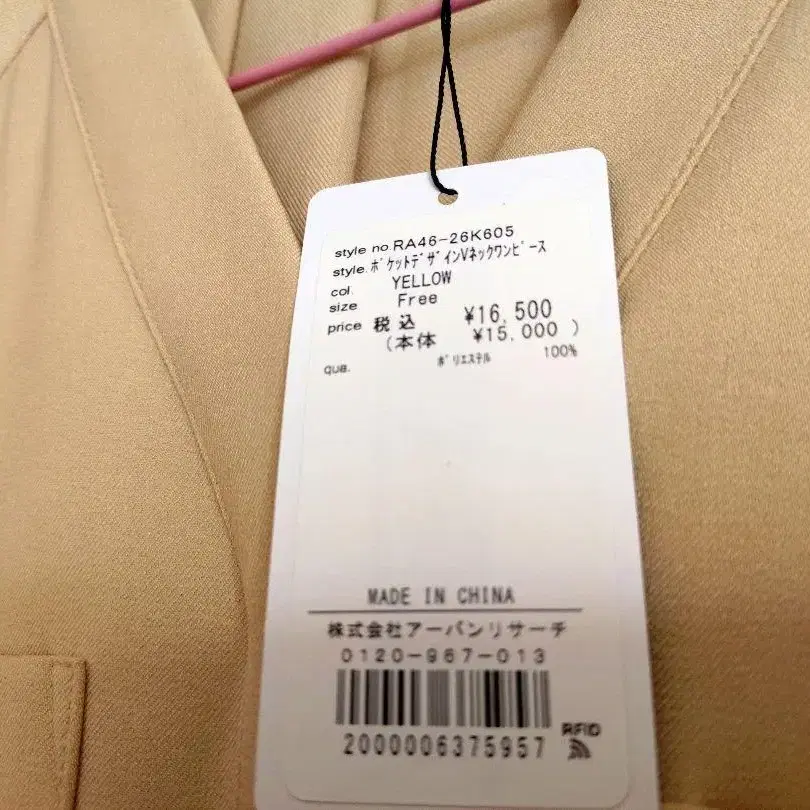 style no.RA46-26K605
style.ﾎﾟｹｯﾄﾃﾞｻﾞｲﾝVﾈｯｸﾜﾝﾋﾟｰｽ
col. YELLOW
size Free
price 税込 ¥16,500
(本体 ¥15,000 )
qua. ﾎﾟﾘｴｽﾃﾙ 100%
MADE IN CHINA
株式会社アーバンリサーチ
0120-967-013
2000006375957
RFID